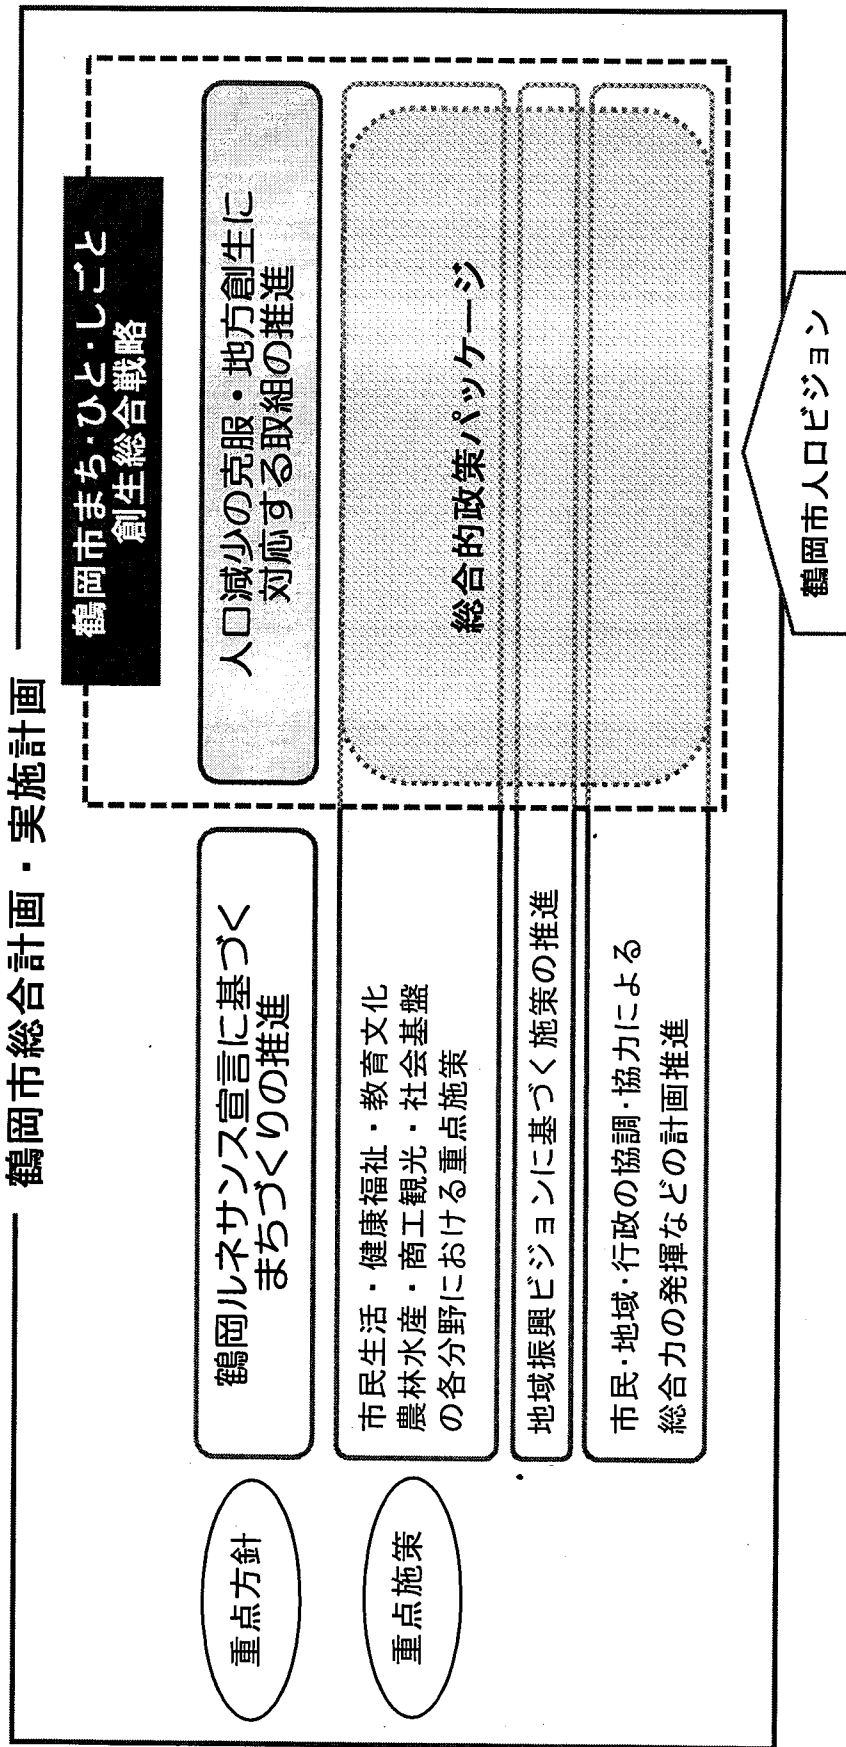 鶴岡市総合計画・実施計画
鶴岡市まち・ひと・しごと
創生総合戦略
重点方針
鶴岡ルネサンス宣言に基づく
まちづくりの推進
人口減少の克服・地方創生に
対応する取組の推進
重点施策
市民生活・健康福祉・教育文化
農林水産・商工観光・社会基盤
の各分野における重点施策
地域振興ビジョンに基づく施策の推進
市民・地域・行政の協調・協力による
総合力の発揮などの計画推進
総合的政策パッケージ
鶴岡市人口ビジョン